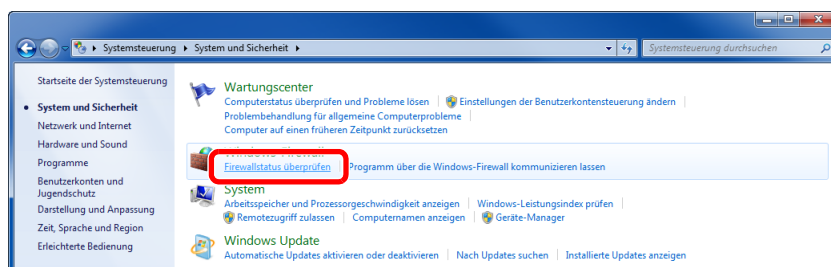 Systemsteuerung ▸ System und Sicherheit ▸
Systemsteuerung durchsuchen
Startseite der Systemsteuerung
System und Sicherheit
Netzwerk und Internet
Hardware und Sound
Programme
Benutzerkonten und
Jugendschutz
Darstellung und Anpassung
Zeit, Sprache und Region
Erleichterte Bedienung
Wartungscenter
Computerstatus überprüfen und Probleme lösen | Einstellungen der Benutzerkontensteuerung ändern |
Problembehandlung für allgemeine Computerprobleme |
Computer auf einen früheren Zeitpunkt zurücksetzen
Windows-Firewall
Firewallstatus überprüfen | Programm über die Windows-Firewall kommunizieren lassen
System
Arbeitsspeicher und Prozessorgeschwindigkeit anzeigen | Windows-Leistungsindex prüfen |
Remotezugriff zulassen | Computernamen anzeigen | Geräte-Manager
Windows Update
Automatische Updates aktivieren oder deaktivieren | Nach Updates suchen | Installierte Updates anzeigen